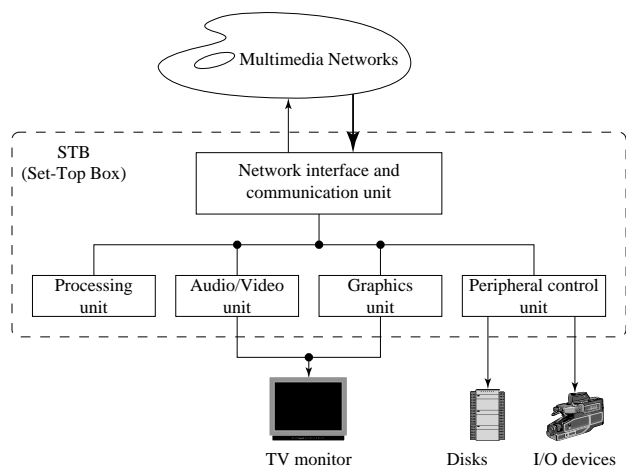 Multimedia Networks
STB
(Set-Top Box)
Network interface and
communication unit
Processing
unit
Audio/Video
unit
Graphics
unit
Peripheral control
unit
TV monitor
Disks
I/O devices